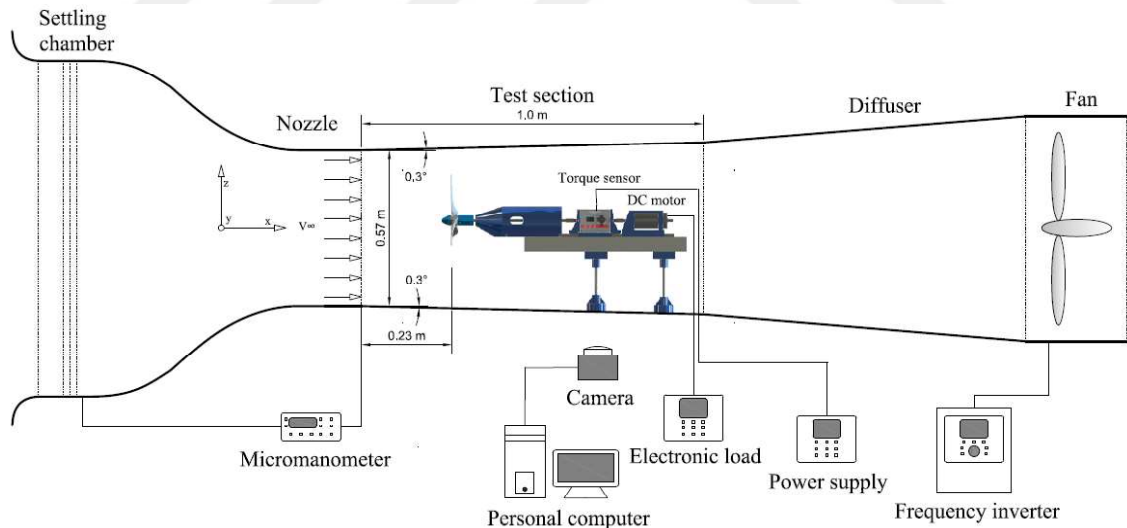 Settling
chamber
Nozzle
Test section
1.0 m
Diffuser
Fan
0,3°
Torque sensor
DC motor
z
y
x
V∞
0.57 m
0.3°
0.23 m
Micromanometer
Camera
Personal computer
Electronic load
Power supply
Frequency inverter